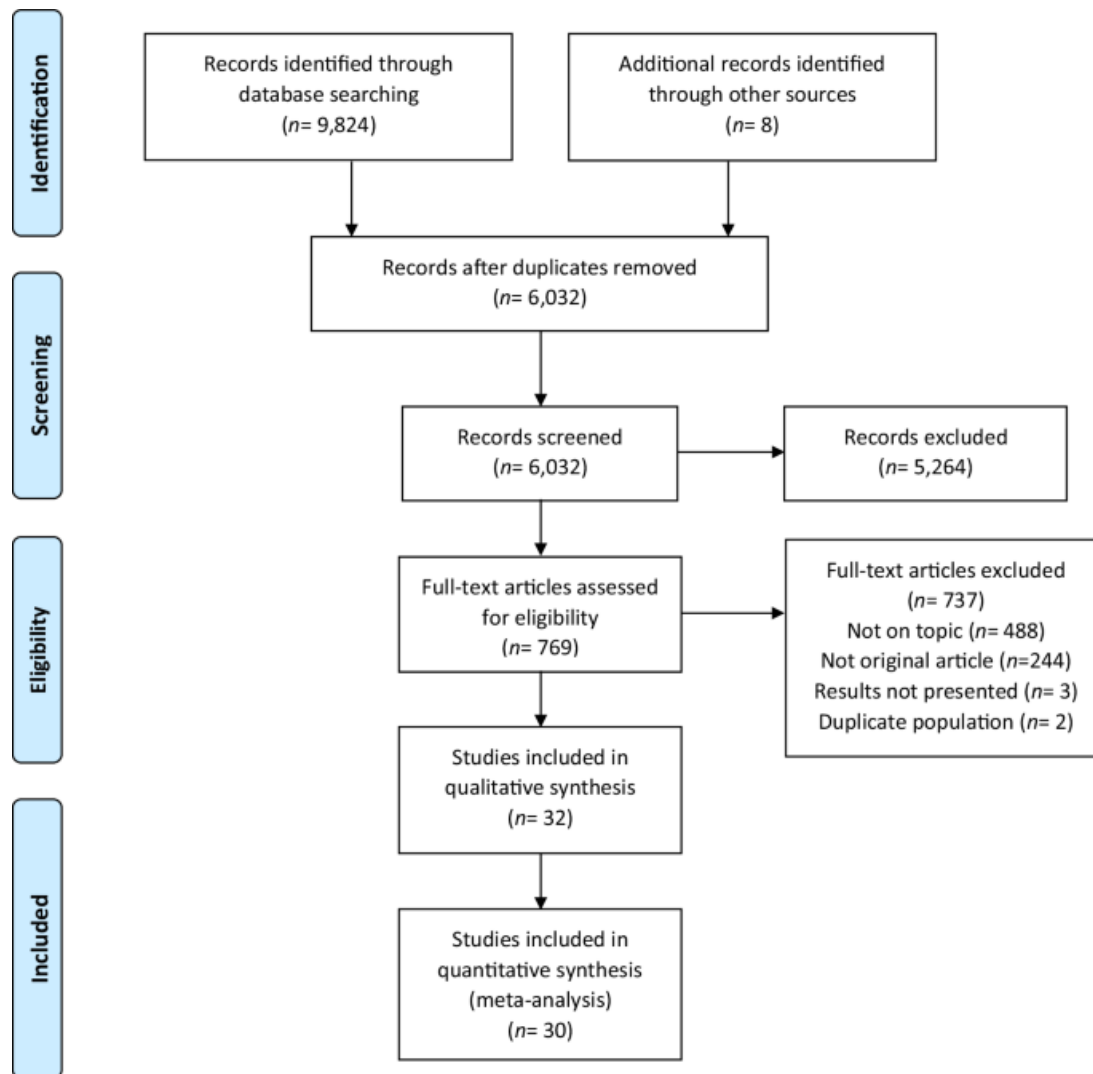 Identification
Records identified through
database searching
(n= 9,824)
Additional records identified
through other sources
(n= 8)
Records after duplicates removed
(n= 6,032)
Screening
Records screened
(n= 6,032)
Records excluded
(n= 5,264)
Eligibility
Full-text articles assessed
for eligibility
(n= 769)
Full-text articles excluded
(n= 737)
Not on topic (n= 488)
Not original article (n=244)
Results not presented (n= 3)
Duplicate population (n= 2)
Studies included in
qualitative synthesis
(n= 32)
Included
Studies included in
quantitative synthesis
(meta-analysis)
(n= 30)